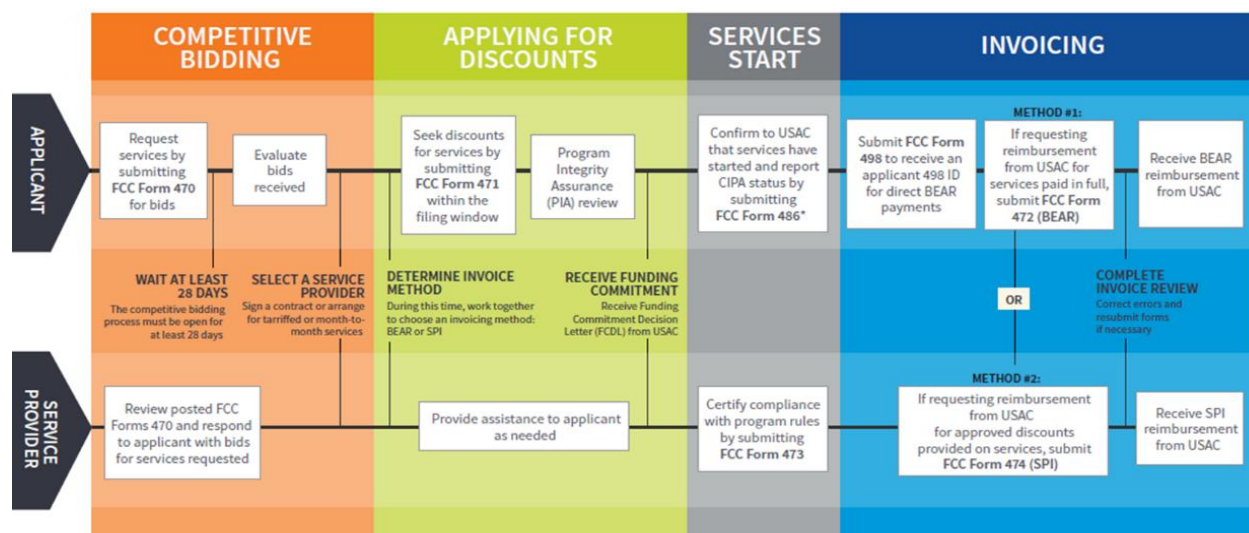 COMPETITIVE
BIDDING
APPLYING FOR
DISCOUNTS
SERVICES
START
INVOICING
APPLICANT
Request
services by
submitting
FCC Form 470
for bids
Evaluate
bids
received
Seek discounts
for services by
submitting
FCC Form 471
within the
filing window
Program
Integrity
Assurance
(PIA) review
Confirm to USAC
that services have
started and report
CIPA status by
submitting
FCC Form 486*
Submit FCC Form
498 to receive an
applicant 498 ID
for direct BEAR
payments
METHOD #1:
If requesting
reimbursement
from USAC for
services paid in full,
submit FCC Form
472 (BEAR)
Receive BEAR
reimbursement
from USAC
WAIT AT LEAST
28 DAYS
The competitive bidding
process must be open for
at least 28 days
SELECT A SERVICE
PROVIDER
Sign a contract or arrange
for tarriffed or month-to-
month services
DETERMINE INVOICE
METHOD
During this time, work together
to choose an invoicing method:
BEAR or SPI
RECEIVE FUNDING
COMMITMENT
Receive Funding
Commitment Decision
Letter (FCDL) from USAC
OR
COMPLETE
INVOICE REVIEW
Correct errors and
resubmit forms
if necessary
SERVICE
PROVIDER
Review posted FCC
Forms 470 and respond
to applicant with bids
for services requested
Provide assistance to applicant
as needed
Certify compliance
with program rules
by submitting
FCC Form 473
METHOD #2:
If requesting reimbursement
from USAC
for approved discounts
provided on services, submit
FCC Form 474 (SPI)
Receive SPI
reimbursement
from USAC